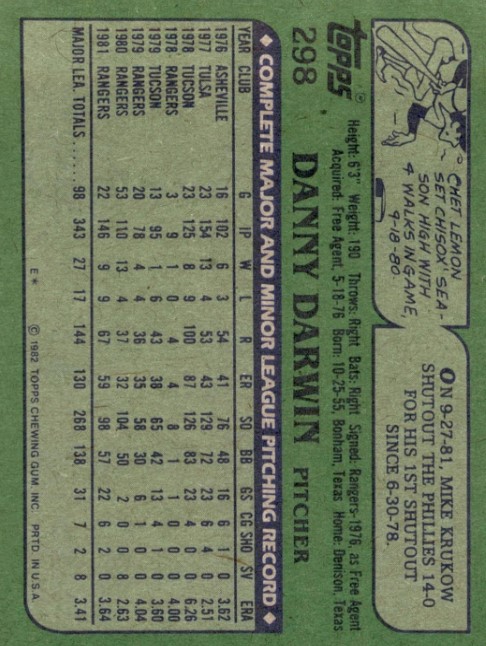 CHET LEMON
SET CHISOX' SEA-
SON HIGH WITH
4 WALKS IN GAME,
9-18-80.
ON 9-27-81, MIKE KRUKOW
SHUTOUT THE PHILLIES 14-0
FOR HIS 1ST SHUTOUT
SINCE 6-30-78.
topps®
298
Height: 6'3" Weight: 190 Throws: Right Bats: Right Signed: Rangers-1976, as Free Agent
Acquired: Free Agent, 5-18-76 Born: 10-25-55, Bonham, Texas Home: Denison, Texas
DANNY DARWIN PITCHER
◆ COMPLETE MAJOR AND MINOR LEAGUE PITCHING RECORD ◆
YEAR CLUB G IP W L R ER SO BB GS CG SHO SV ERA
1976 ASHEVILLE 16 102 6 3 54 41 76 48 16 6 1 0 3.62
1977 TULSA 23 154 13 4 53 43 129 72 23 6 4 0 2.51
1978 TUCSON 23 125 8 9 100 87 126 83 23 4 0 0 6.26
1978 RANGERS 3 9 1 0 4 4 8 1 1 0 0 0 4.00
1979 TUCSON 13 95 6 6 43 38 65 42 13 4 1 0 3.60
1979 RANGERS 20 78 4 4 36 35 58 30 6 1 0 0 4.04
1980 RANGERS 53 110 13 4 37 32 104 50 2 0 0 8 2.63
1981 RANGERS 22 146 9 9 67 59 98 57 22 6 2 0 3.64
MAJOR LEA. TOTALS...... 98 343 27 17 144 130 268 138 31 7 2 8 3.41
E* © 1982 TOPPS CHEWING GUM. INC. PRTD. IN U.S.A.